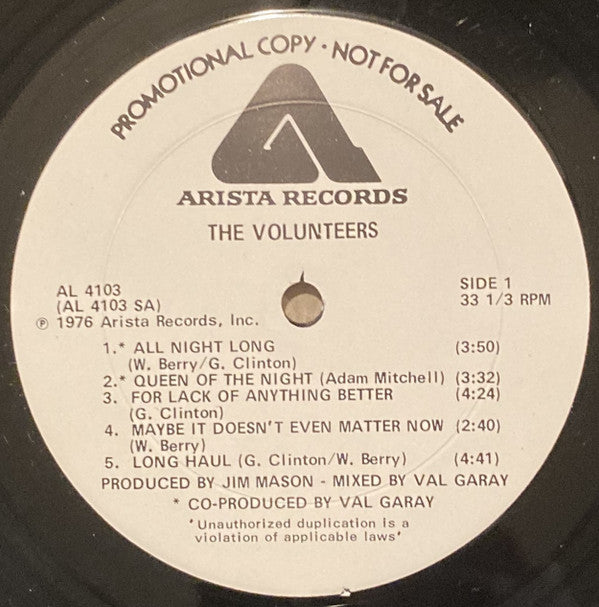 PROMOTIONAL COPY · NOT FOR SALE
ARISTA RECORDS
THE VOLUNTEERS
AL 4103
(AL 4103 SA)
℗ 1976 Arista Records, Inc.
SIDE 1
33 1/3 RPM
1.* ALL NIGHT LONG (3:50)
(W. Berry/G. Clinton)
2.* QUEEN OF THE NIGHT (Adam Mitchell) (3:32)
3. FOR LACK OF ANYTHING BETTER (4:24)
(G. Clinton)
4. MAYBE IT DOESN'T EVEN MATTER NOW (2:40)
(W. Berry)
5. LONG HAUL (G. Clinton/W. Berry) (4:41)
PRODUCED BY JIM MASON - MIXED BY VAL GARAY
* CO-PRODUCED BY VAL GARAY
'Unauthorized duplication is a
violation of applicable laws'